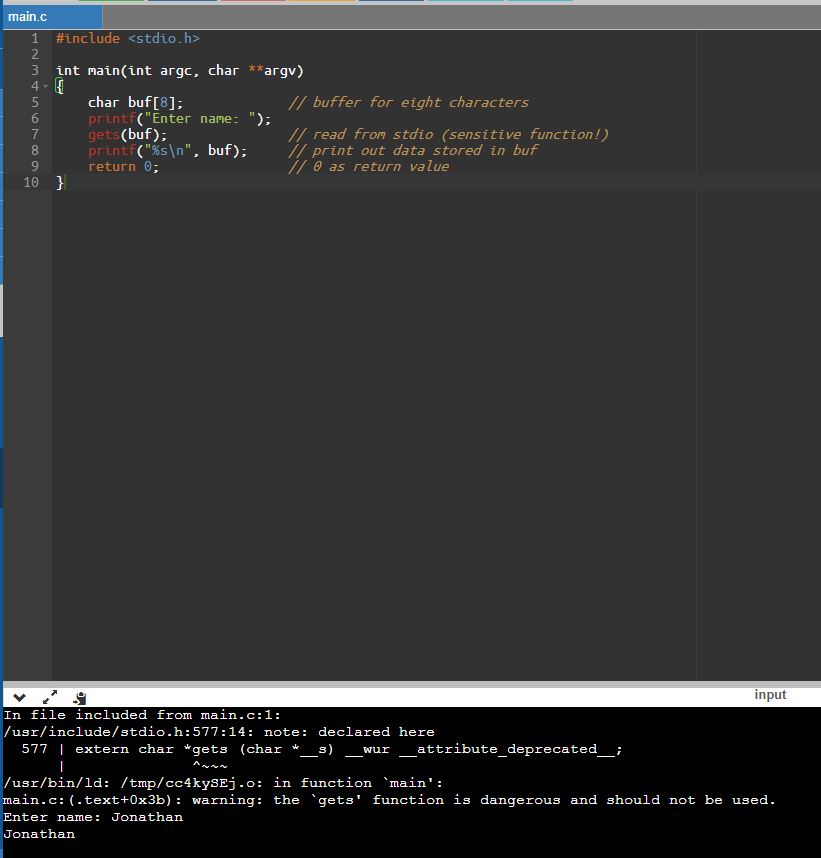 main.c
1 #include <stdio.h>
2
3 int main(int argc, char **argv)
4 {
5     char buf[8];             // buffer for eight characters
6     printf("Enter name: ");
7     gets(buf);               // read from stdio (sensitive function!)
8     printf("%s\n", buf);     // print out data stored in buf
9     return 0;                // 0 as return value
10 }
input
In file included from main.c:1:
/usr/include/stdio.h:577:14: note: declared here
  577 | extern char *gets (char *__s) __wur __attribute_deprecated__;
      |              ^~~~
/usr/bin/ld: /tmp/cc4kySEj.o: in function `main':
main.c:(.text+0x3b): warning: the `gets' function is dangerous and should not be used.
Enter name: Jonathan
Jonathan